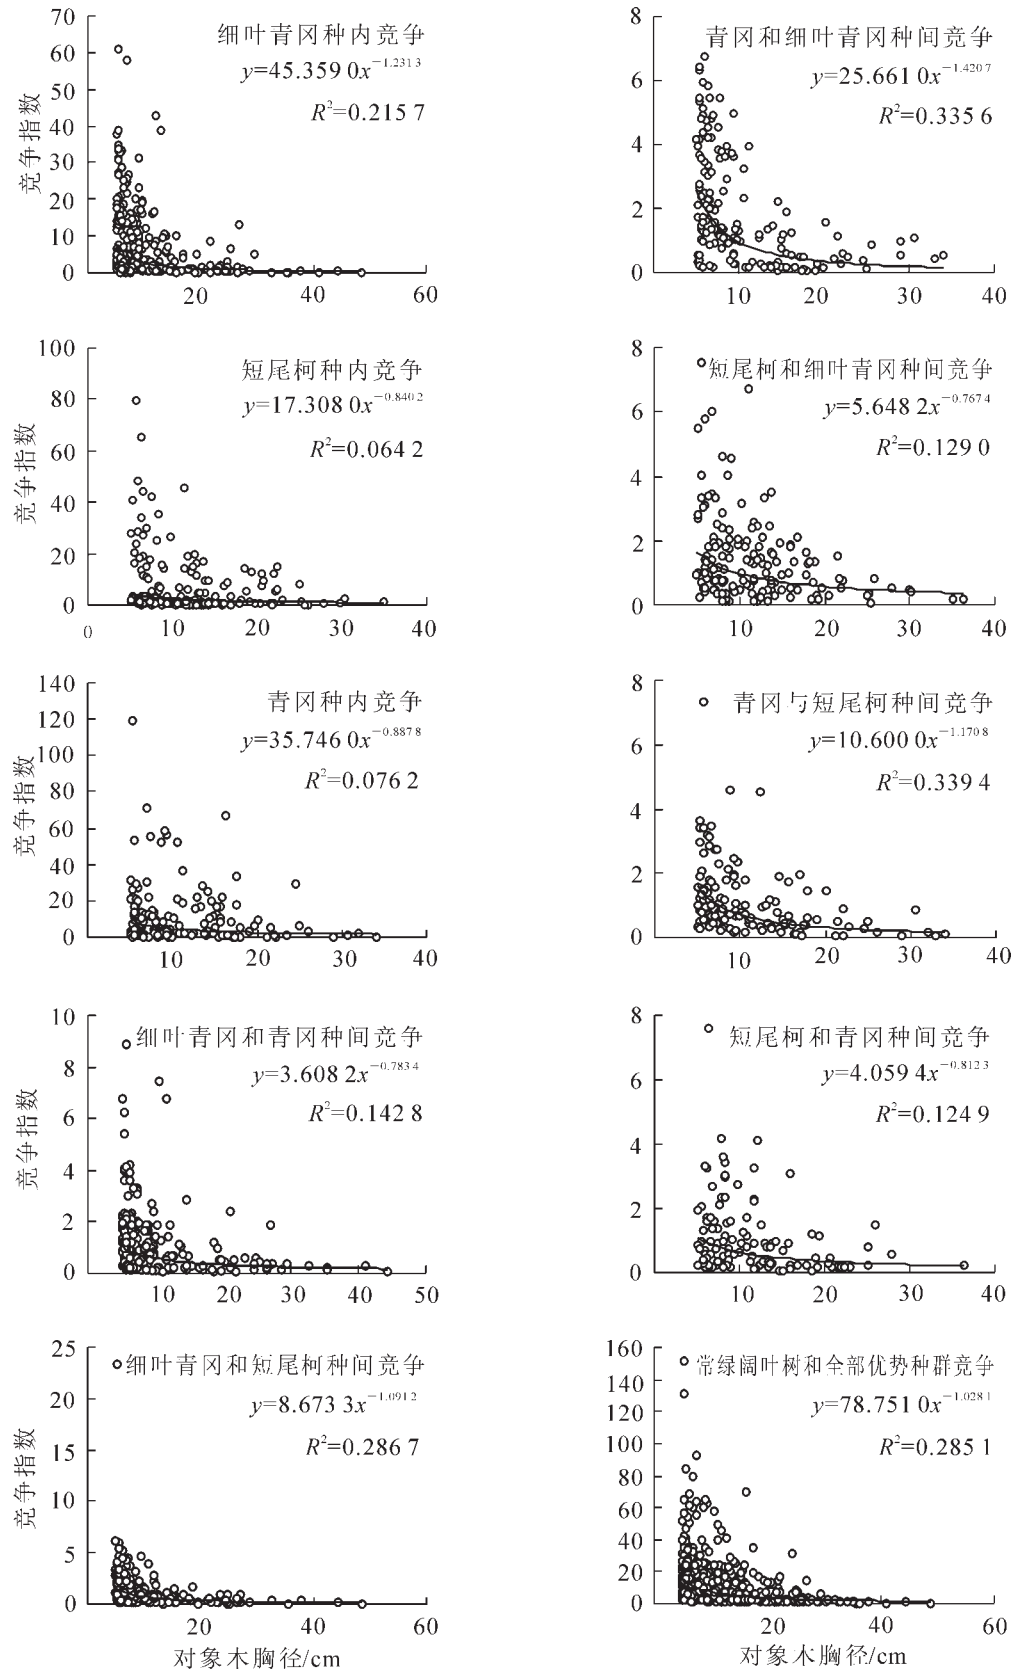 细叶青冈种内竞争
y=45.359 0x^−1.231 3
R²=0.215 7
竞争指数
70
60
50
40
30
20
10
0
20
40
60
青冈和细叶青冈种间竞争
y=25.661 0x^−1.420 7
R²=0.335 6
8
6
4
2
0
10
20
30
40
短尾柯种内竞争
y=17.308 0x^−0.840 2
R²=0.064 2
竞争指数
100
80
60
40
20
0
0
10
20
30
40
短尾柯和细叶青冈种间竞争
y=5.648 2x^−0.767 4
R²=0.129 0
8
6
4
2
0
10
20
30
40
青冈种内竞争
y=35.746 0x^−0.887 8
R²=0.076 2
竞争指数
140
120
100
80
60
40
20
0
10
20
30
40
青冈与短尾柯种间竞争
y=10.600 0x^−1.170 8
R²=0.339 4
8
6
4
2
0
10
20
30
40
细叶青冈和青冈种间竞争
y=3.608 2x^−0.783 4
R²=0.142 8
竞争指数
10
8
6
4
2
0
10
20
30
40
50
短尾柯和青冈种间竞争
y=4.059 4x^−0.812 3
R²=0.124 9
8
6
4
2
0
10
20
30
40
细叶青冈和短尾柯种间竞争
y=8.673 3x^−1.091 2
R²=0.286 7
竞争指数
25
20
15
10
5
0
20
40
60
对象木胸径/cm
常绿阔叶树和全部优势种群竞争
y=78.751 0x^−1.028 1
R²=0.285 1
160
140
120
100
80
60
40
20
0
20
40
60
对象木胸径/cm